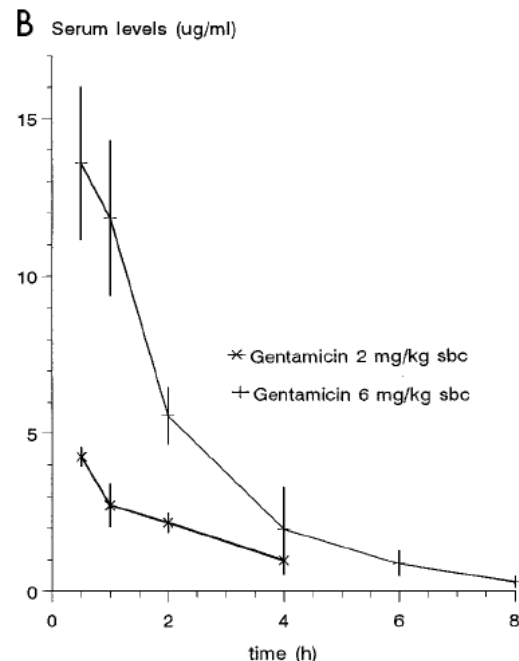 B Serum levels (ug/ml)
15
10
Gentamicin 2 mg/kg sbc
Gentamicin 6 mg/kg sbc
5
0
0 2 4 6 8
time (h)